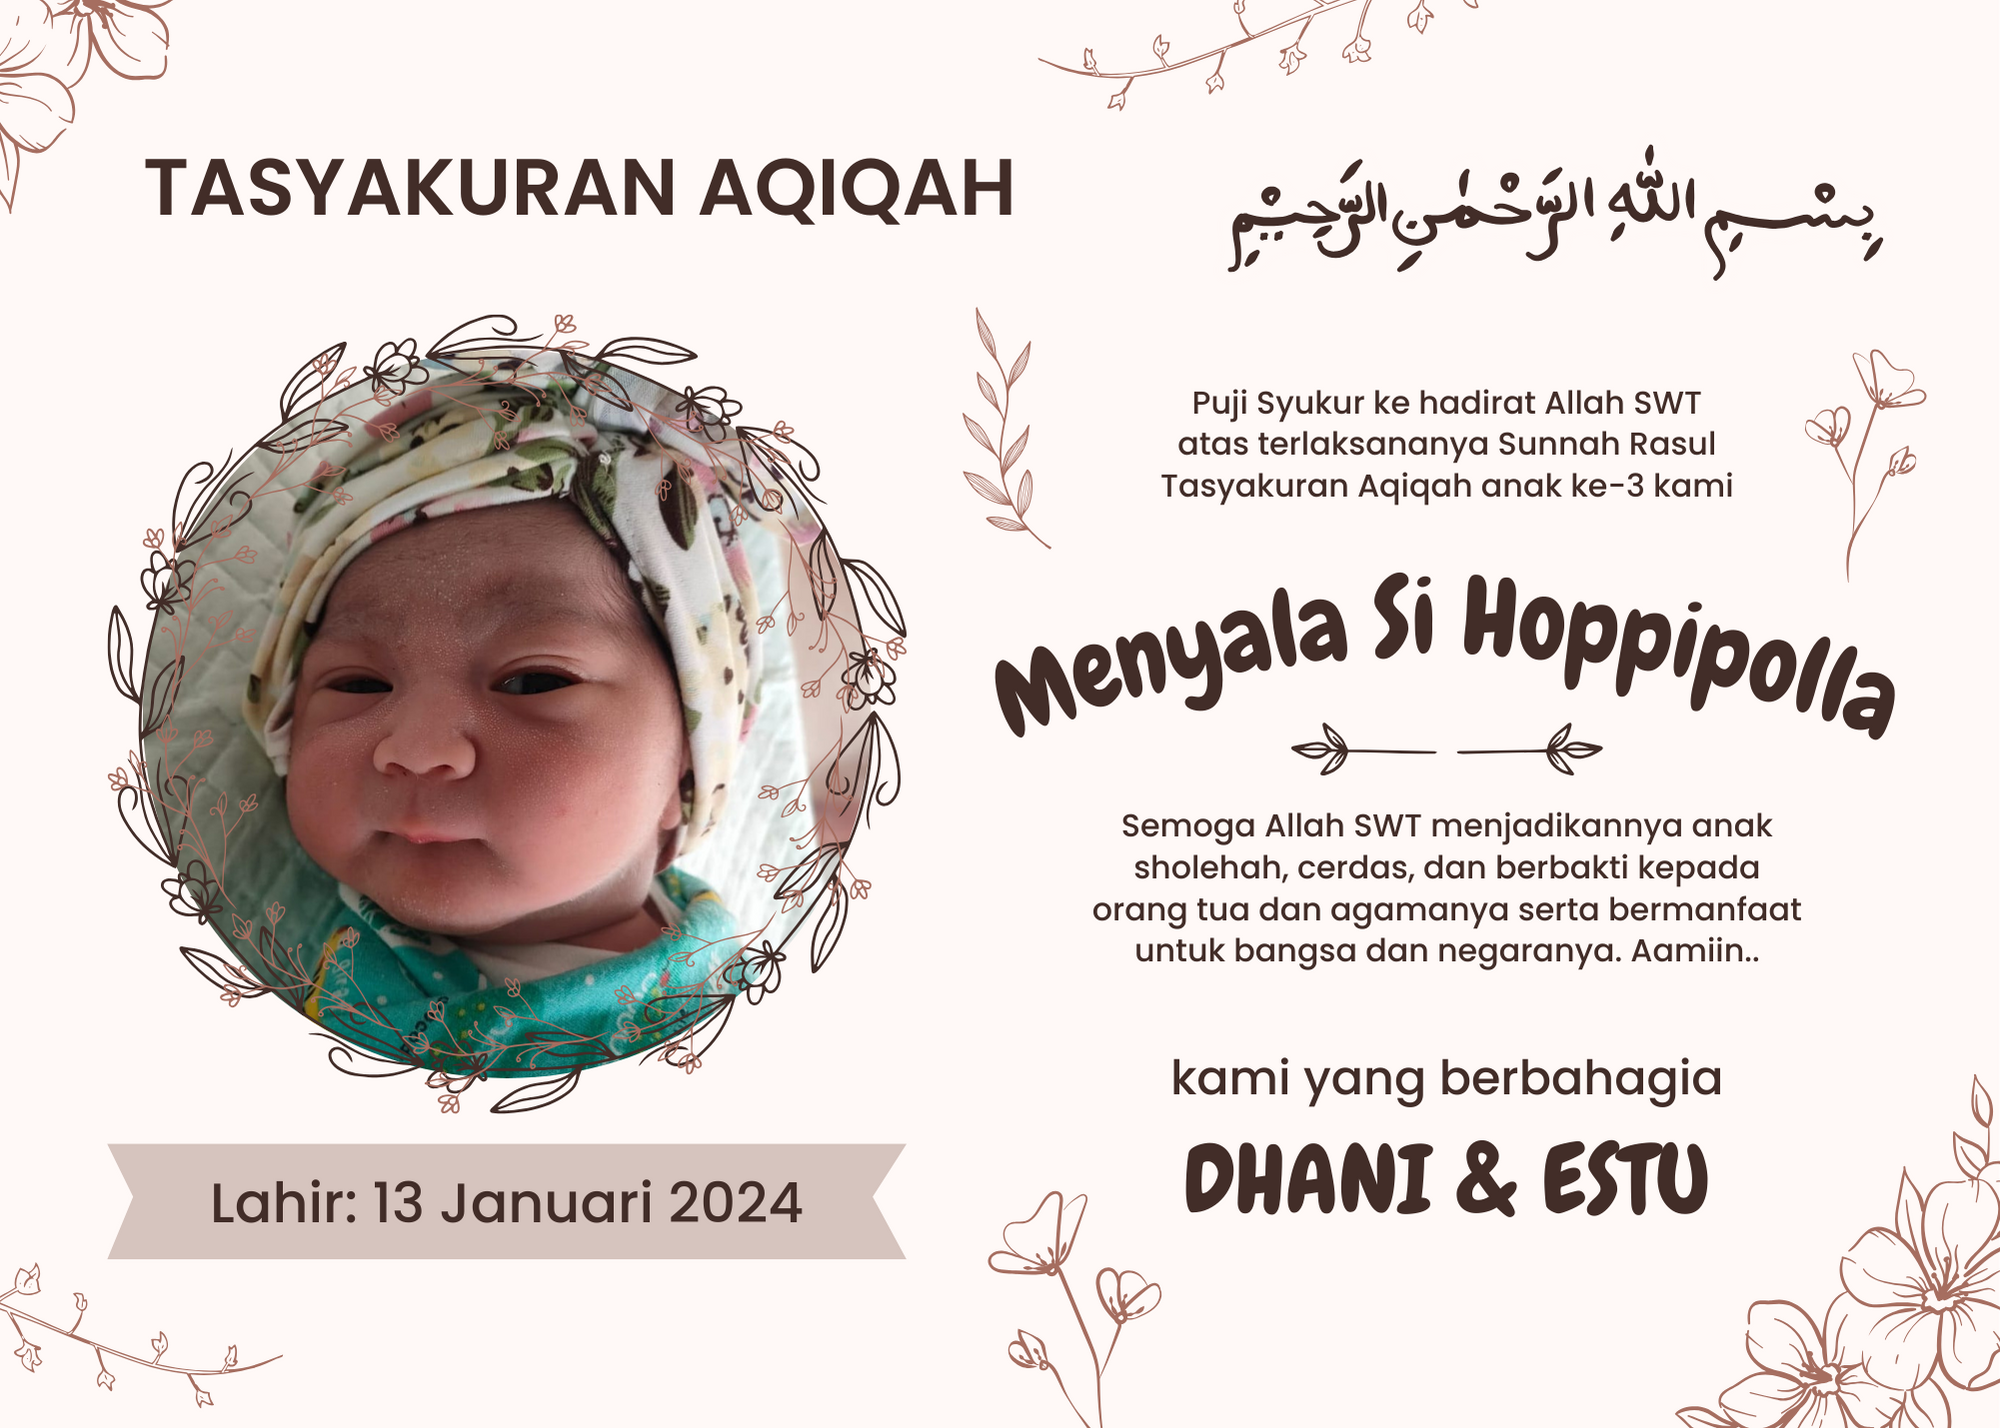 TASYAKURAN AQIQAH
Lahir: 13 Januari 2024
بِسْمِ اللّٰهِ الرَّحْمٰنِ الرَّحِيْمِ
Puji Syukur ke hadirat Allah SWT
atas terlaksananya Sunnah Rasul
Tasyakuran Aqiqah anak ke-3 kami
Menyala Si Hoppipolla
Semoga Allah SWT menjadikannya anak
sholehah, cerdas, dan berbakti kepada
orang tua dan agamanya serta bermanfaat
untuk bangsa dan negaranya. Aamiin..
kami yang berbahagia
DHANI & ESTU